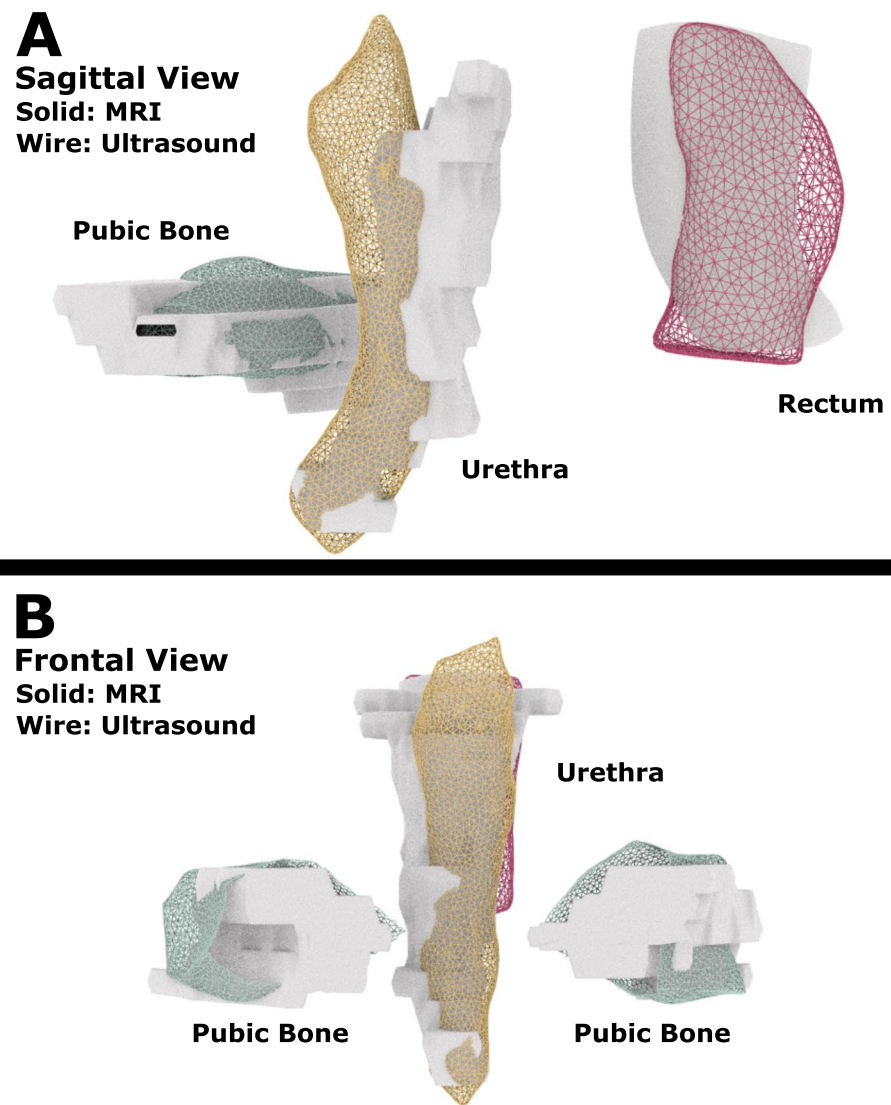 A
Sagittal View
Solid: MRI
Wire: Ultrasound
Pubic Bone
Rectum
Urethra
B
Frontal View
Solid: MRI
Wire: Ultrasound
Urethra
Pubic Bone
Pubic Bone